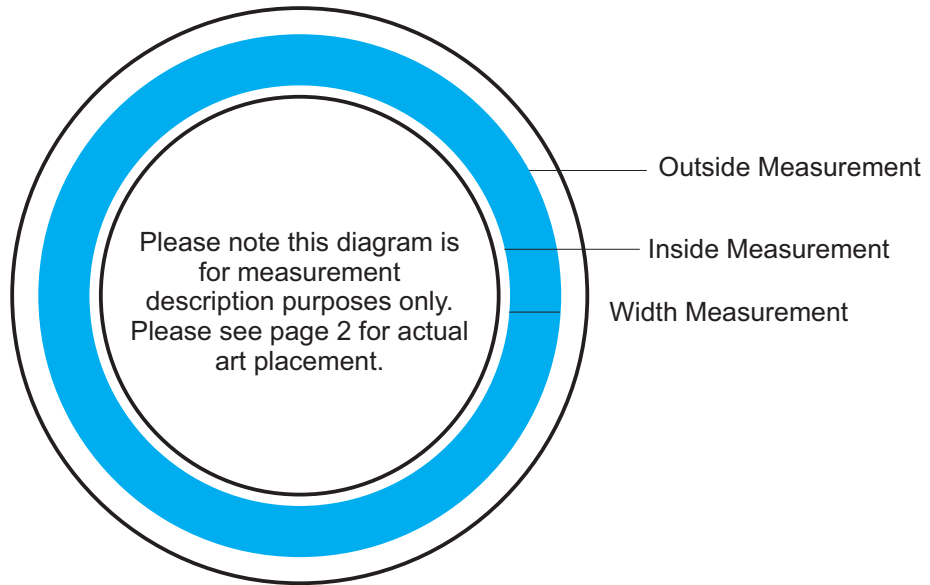 Please note this diagram is
for measurement
description purposes only.
Please see page 2 for actual
art placement.
Outside Measurement
Inside Measurement
Width Measurement